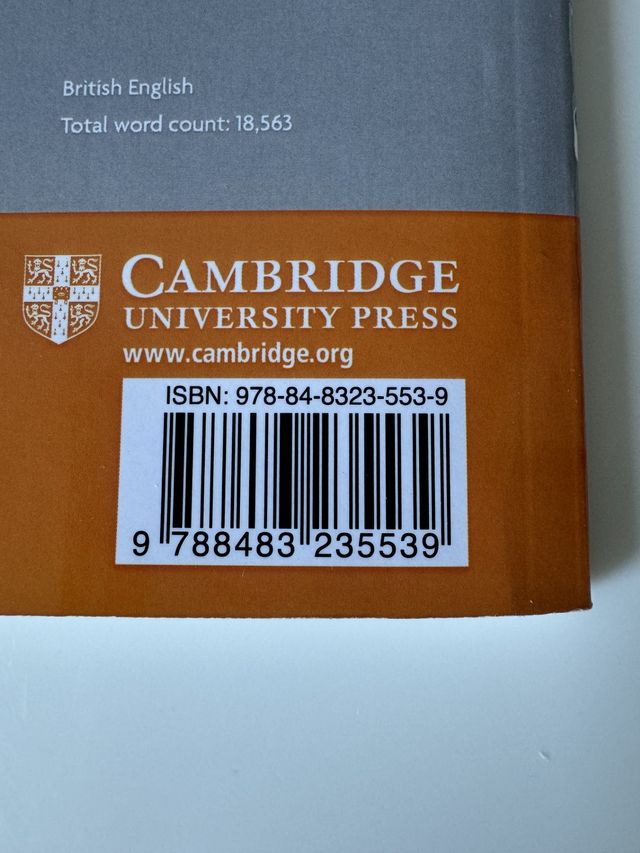 British English
Total word count: 18,563
CAMBRIDGE
UNIVERSITY PRESS
www.cambridge.org
ISBN: 978-84-8323-553-9
9 788483 235539